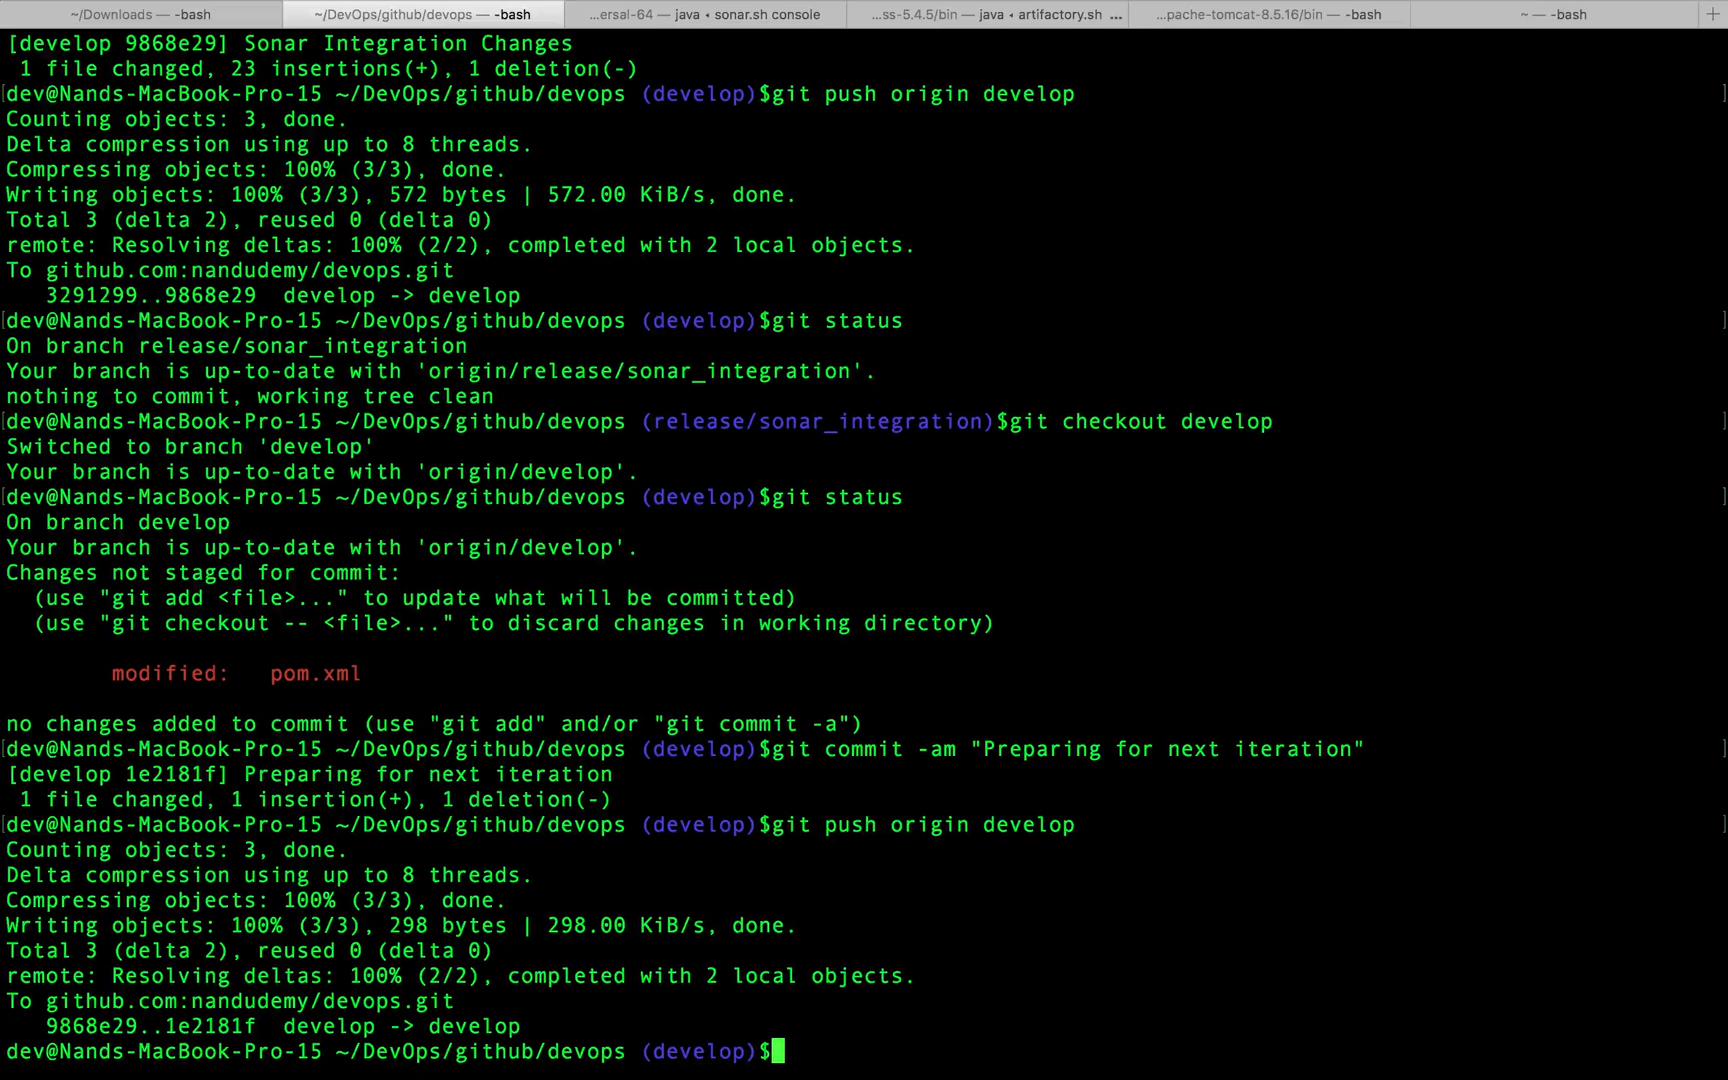 ~/Downloads — -bash
~/DevOps/github/devops — -bash
...ersal-64 — java ◂ sonar.sh console
...ss-5.4.5/bin — java ◂ artifactory.sh ...
...pache-tomcat-8.5.16/bin — -bash
~ — -bash
[develop 9868e29] Sonar Integration Changes
 1 file changed, 23 insertions(+), 1 deletion(-)
dev@Nands-MacBook-Pro-15 ~/DevOps/github/devops (develop)$git push origin develop
Counting objects: 3, done.
Delta compression using up to 8 threads.
Compressing objects: 100% (3/3), done.
Writing objects: 100% (3/3), 572 bytes | 572.00 KiB/s, done.
Total 3 (delta 2), reused 0 (delta 0)
remote: Resolving deltas: 100% (2/2), completed with 2 local objects.
To github.com:nandudemy/devops.git
   3291299..9868e29  develop -> develop
dev@Nands-MacBook-Pro-15 ~/DevOps/github/devops (develop)$git status
On branch release/sonar_integration
Your branch is up-to-date with 'origin/release/sonar_integration'.
nothing to commit, working tree clean
dev@Nands-MacBook-Pro-15 ~/DevOps/github/devops (release/sonar_integration)$git checkout develop
Switched to branch 'develop'
Your branch is up-to-date with 'origin/develop'.
dev@Nands-MacBook-Pro-15 ~/DevOps/github/devops (develop)$git status
On branch develop
Your branch is up-to-date with 'origin/develop'.
Changes not staged for commit:
  (use "git add <file>..." to update what will be committed)
  (use "git checkout -- <file>..." to discard changes in working directory)
        modified:   pom.xml
no changes added to commit (use "git add" and/or "git commit -a")
dev@Nands-MacBook-Pro-15 ~/DevOps/github/devops (develop)$git commit -am "Preparing for next iteration"
[develop 1e2181f] Preparing for next iteration
 1 file changed, 1 insertion(+), 1 deletion(-)
dev@Nands-MacBook-Pro-15 ~/DevOps/github/devops (develop)$git push origin develop
Counting objects: 3, done.
Delta compression using up to 8 threads.
Compressing objects: 100% (3/3), done.
Writing objects: 100% (3/3), 298 bytes | 298.00 KiB/s, done.
Total 3 (delta 2), reused 0 (delta 0)
remote: Resolving deltas: 100% (2/2), completed with 2 local objects.
To github.com:nandudemy/devops.git
   9868e29..1e2181f  develop -> develop
dev@Nands-MacBook-Pro-15 ~/DevOps/github/devops (develop)$